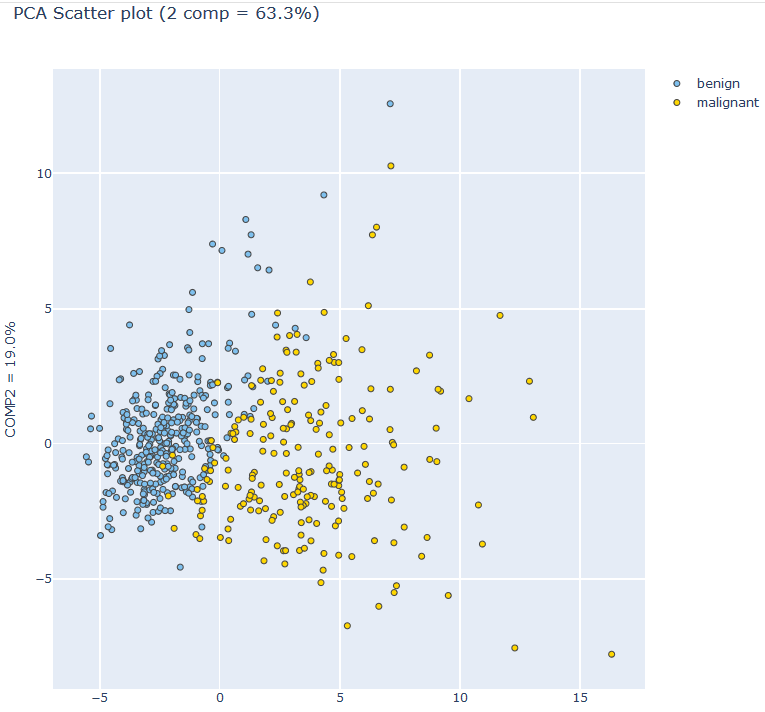 PCA Scatter plot (2 comp = 63.3%)
benign
malignant
10
5
0
−5
COMP2 = 19.0%
−5
0
5
10
15